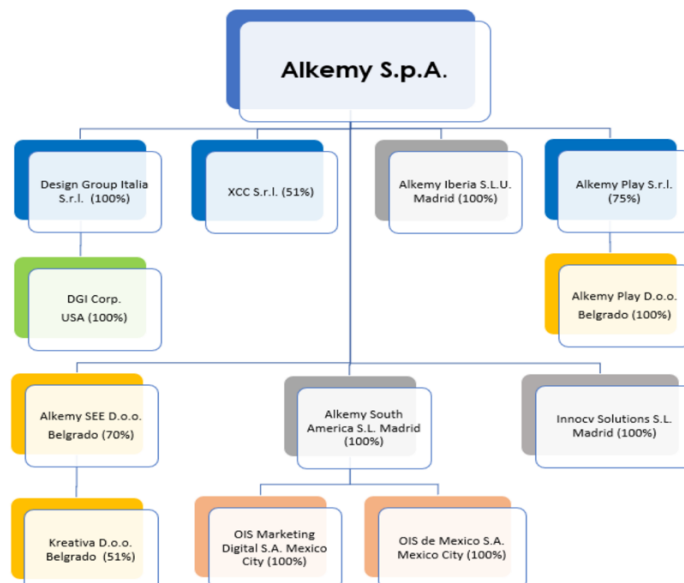 Alkemy S.p.A.
Design Group Italia
S.r.l. (100%)
XCC S.r.l. (51%)
Alkemy Iberia S.L.U.
Madrid (100%)
Alkemy Play S.r.l.
(75%)
DGI Corp.
USA (100%)
Alkemy Play D.o.o.
Belgrado (100%)
Alkemy SEE D.o.o.
Belgrado (70%)
Alkemy South
America S.L. Madrid
(100%)
Innocv Solutions S.L.
Madrid (100%)
Kreativa D.o.o.
Belgrado (51%)
OIS Marketing
Digital S.A. Mexico
City (100%)
OIS de Mexico S.A.
Mexico City (100%)